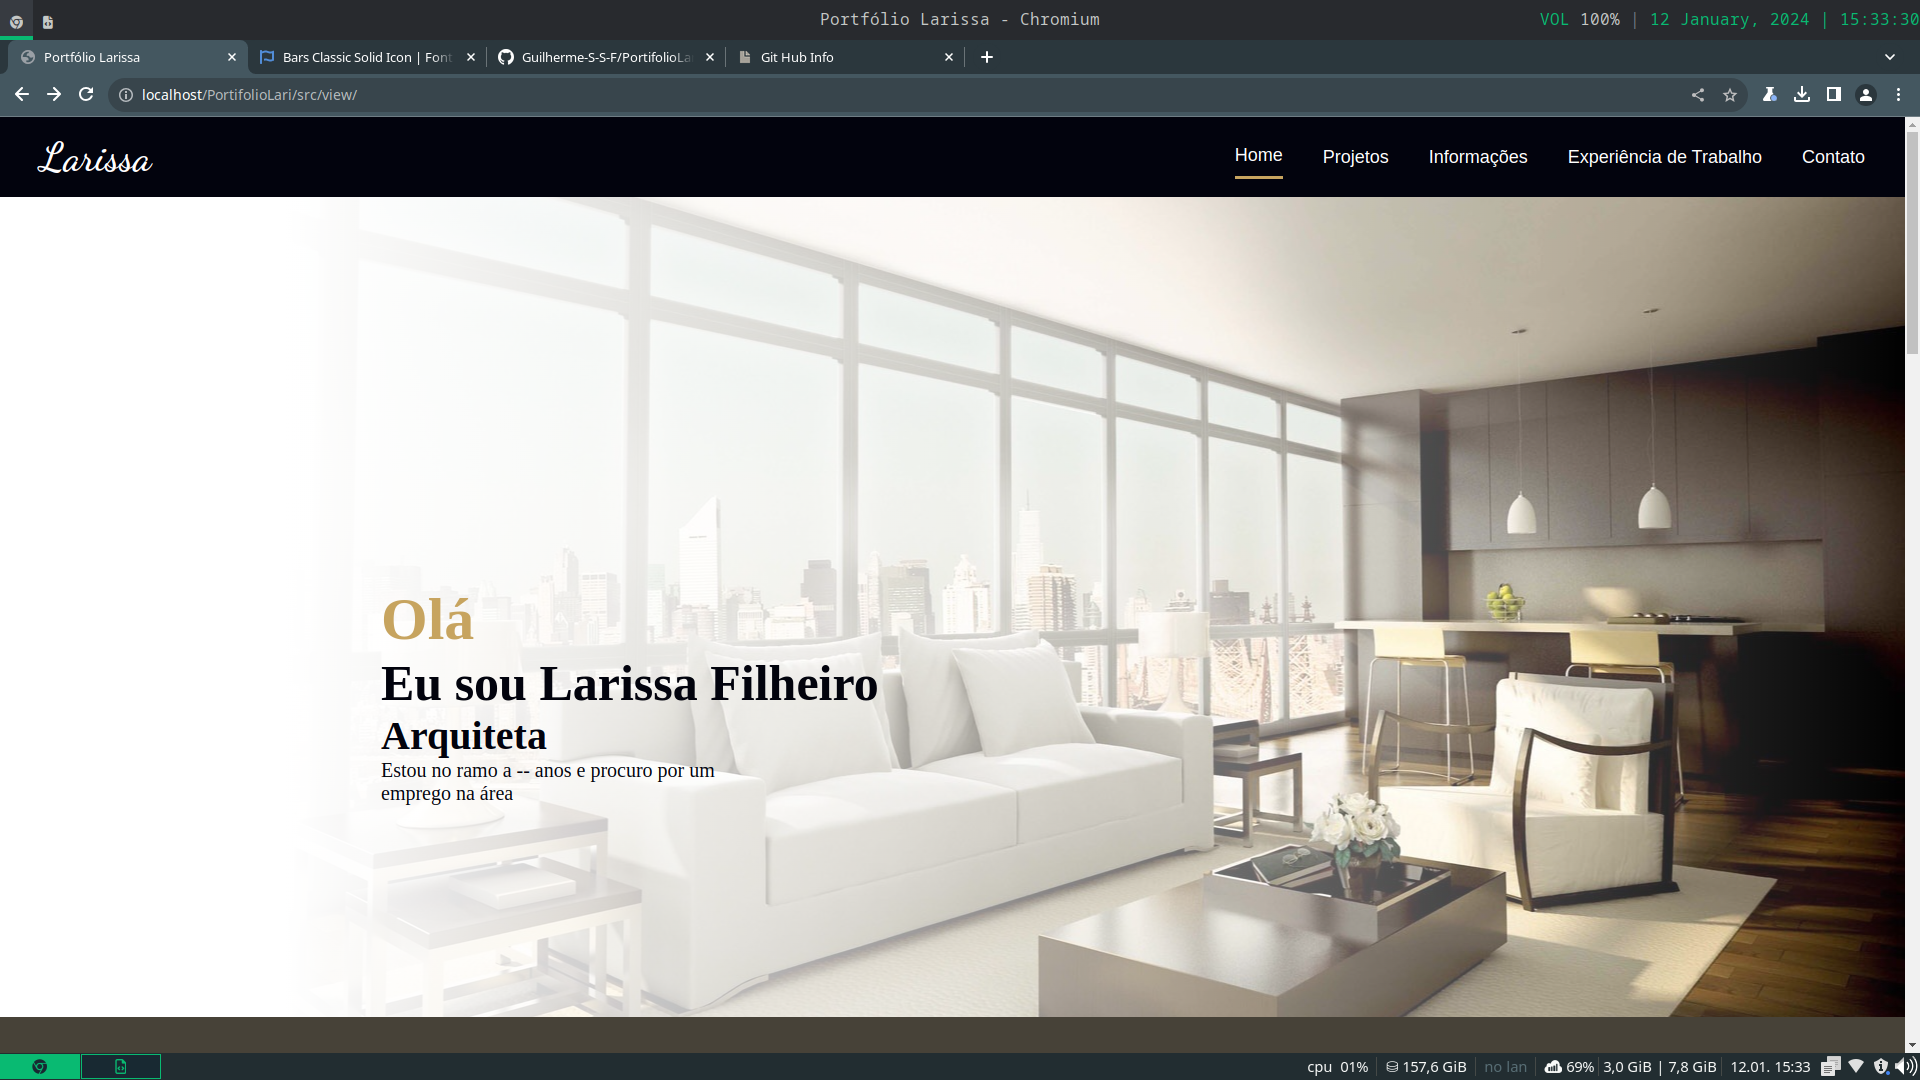 Portfólio Larissa - Chromium
VOL 100% | 12 January, 2024 | 15:33:30
Portfólio Larissa
Bars Classic Solid Icon | Font
Guilherme-S-S-F/PortifolioLar
Git Hub Info
localhost/PortifolioLari/src/view/
Larissa
Home
Projetos
Informações
Experiência de Trabalho
Contato
Olá
Eu sou Larissa Filheiro
Arquiteta
Estou no ramo a -- anos e procuro por um
emprego na área
cpu 01%
157,6 GiB
no lan
69%
3,0 GiB | 7,8 GiB
12.01. 15:33